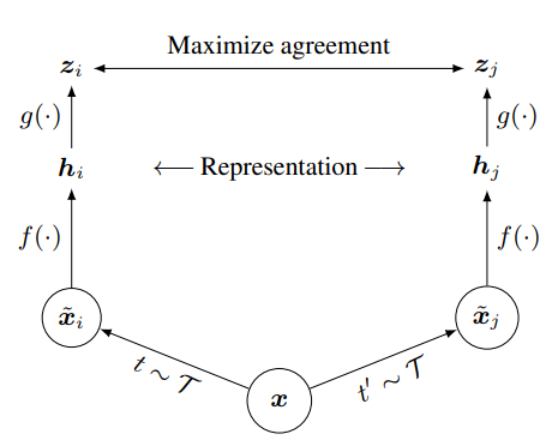 Maximize agreement
z_i z_j
g(·) g(·)
h_i ⟵ Representation ⟶ h_j
f(·) f(·)
x̃_i x̃_j
t ∼ 𝒯 t′ ∼ 𝒯
x